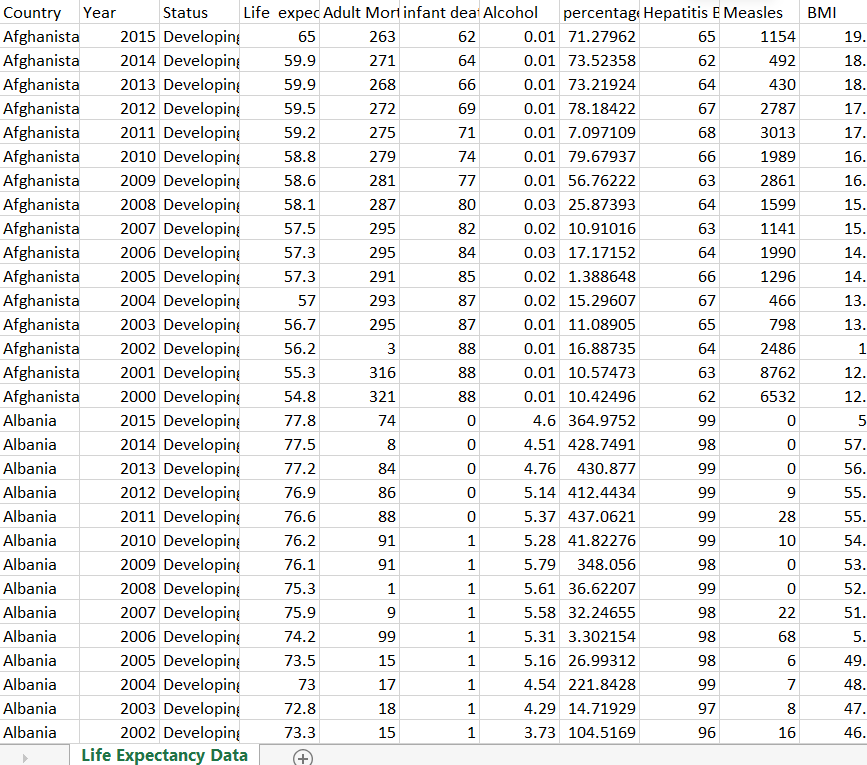 Country Year Status Life expec Adult Mort infant deat Alcohol percentage Hepatitis B Measles BMI
Afghanista 2015 Developing 65 263 62 0.01 71.27962 65 1154 19.
Afghanista 2014 Developing 59.9 271 64 0.01 73.52358 62 492 18.
Afghanista 2013 Developing 59.9 268 66 0.01 73.21924 64 430 18.
Afghanista 2012 Developing 59.5 272 69 0.01 78.18422 67 2787 17.
Afghanista 2011 Developing 59.2 275 71 0.01 7.097109 68 3013 17.
Afghanista 2010 Developing 58.8 279 74 0.01 79.67937 66 1989 16.
Afghanista 2009 Developing 58.6 281 77 0.01 56.76222 63 2861 16.
Afghanista 2008 Developing 58.1 287 80 0.03 25.87393 64 1599 15.
Afghanista 2007 Developing 57.5 295 82 0.02 10.91016 63 1141 15.
Afghanista 2006 Developing 57.3 295 84 0.03 17.17152 64 1990 14.
Afghanista 2005 Developing 57.3 291 85 0.02 1.388648 66 1296 14.
Afghanista 2004 Developing 57 293 87 0.02 15.29607 67 466 13.
Afghanista 2003 Developing 56.7 295 87 0.01 11.08905 65 798 13.
Afghanista 2002 Developing 56.2 3 88 0.01 16.88735 64 2486 1
Afghanista 2001 Developing 55.3 316 88 0.01 10.57473 63 8762 12.
Afghanista 2000 Developing 54.8 321 88 0.01 10.42496 62 6532 12.
Albania 2015 Developing 77.8 74 0 4.6 364.9752 99 0 5
Albania 2014 Developing 77.5 8 0 4.51 428.7491 98 0 57.
Albania 2013 Developing 77.2 84 0 4.76 430.877 99 0 56.
Albania 2012 Developing 76.9 86 0 5.14 412.4434 99 9 55.
Albania 2011 Developing 76.6 88 0 5.37 437.0621 99 28 55.
Albania 2010 Developing 76.2 91 1 5.28 41.82276 99 10 54.
Albania 2009 Developing 76.1 91 1 5.79 348.056 98 0 53.
Albania 2008 Developing 75.3 1 1 5.61 36.62207 99 0 52.
Albania 2007 Developing 75.9 9 1 5.58 32.24655 98 22 51.
Albania 2006 Developing 74.2 99 1 5.31 3.302154 98 68 5.
Albania 2005 Developing 73.5 15 1 5.16 26.99312 98 6 49.
Albania 2004 Developing 73 17 1 4.54 221.8428 99 7 48.
Albania 2003 Developing 72.8 18 1 4.29 14.71929 97 8 47.
Albania 2002 Developing 73.3 15 1 3.73 104.5169 96 16 46.
Life Expectancy Data